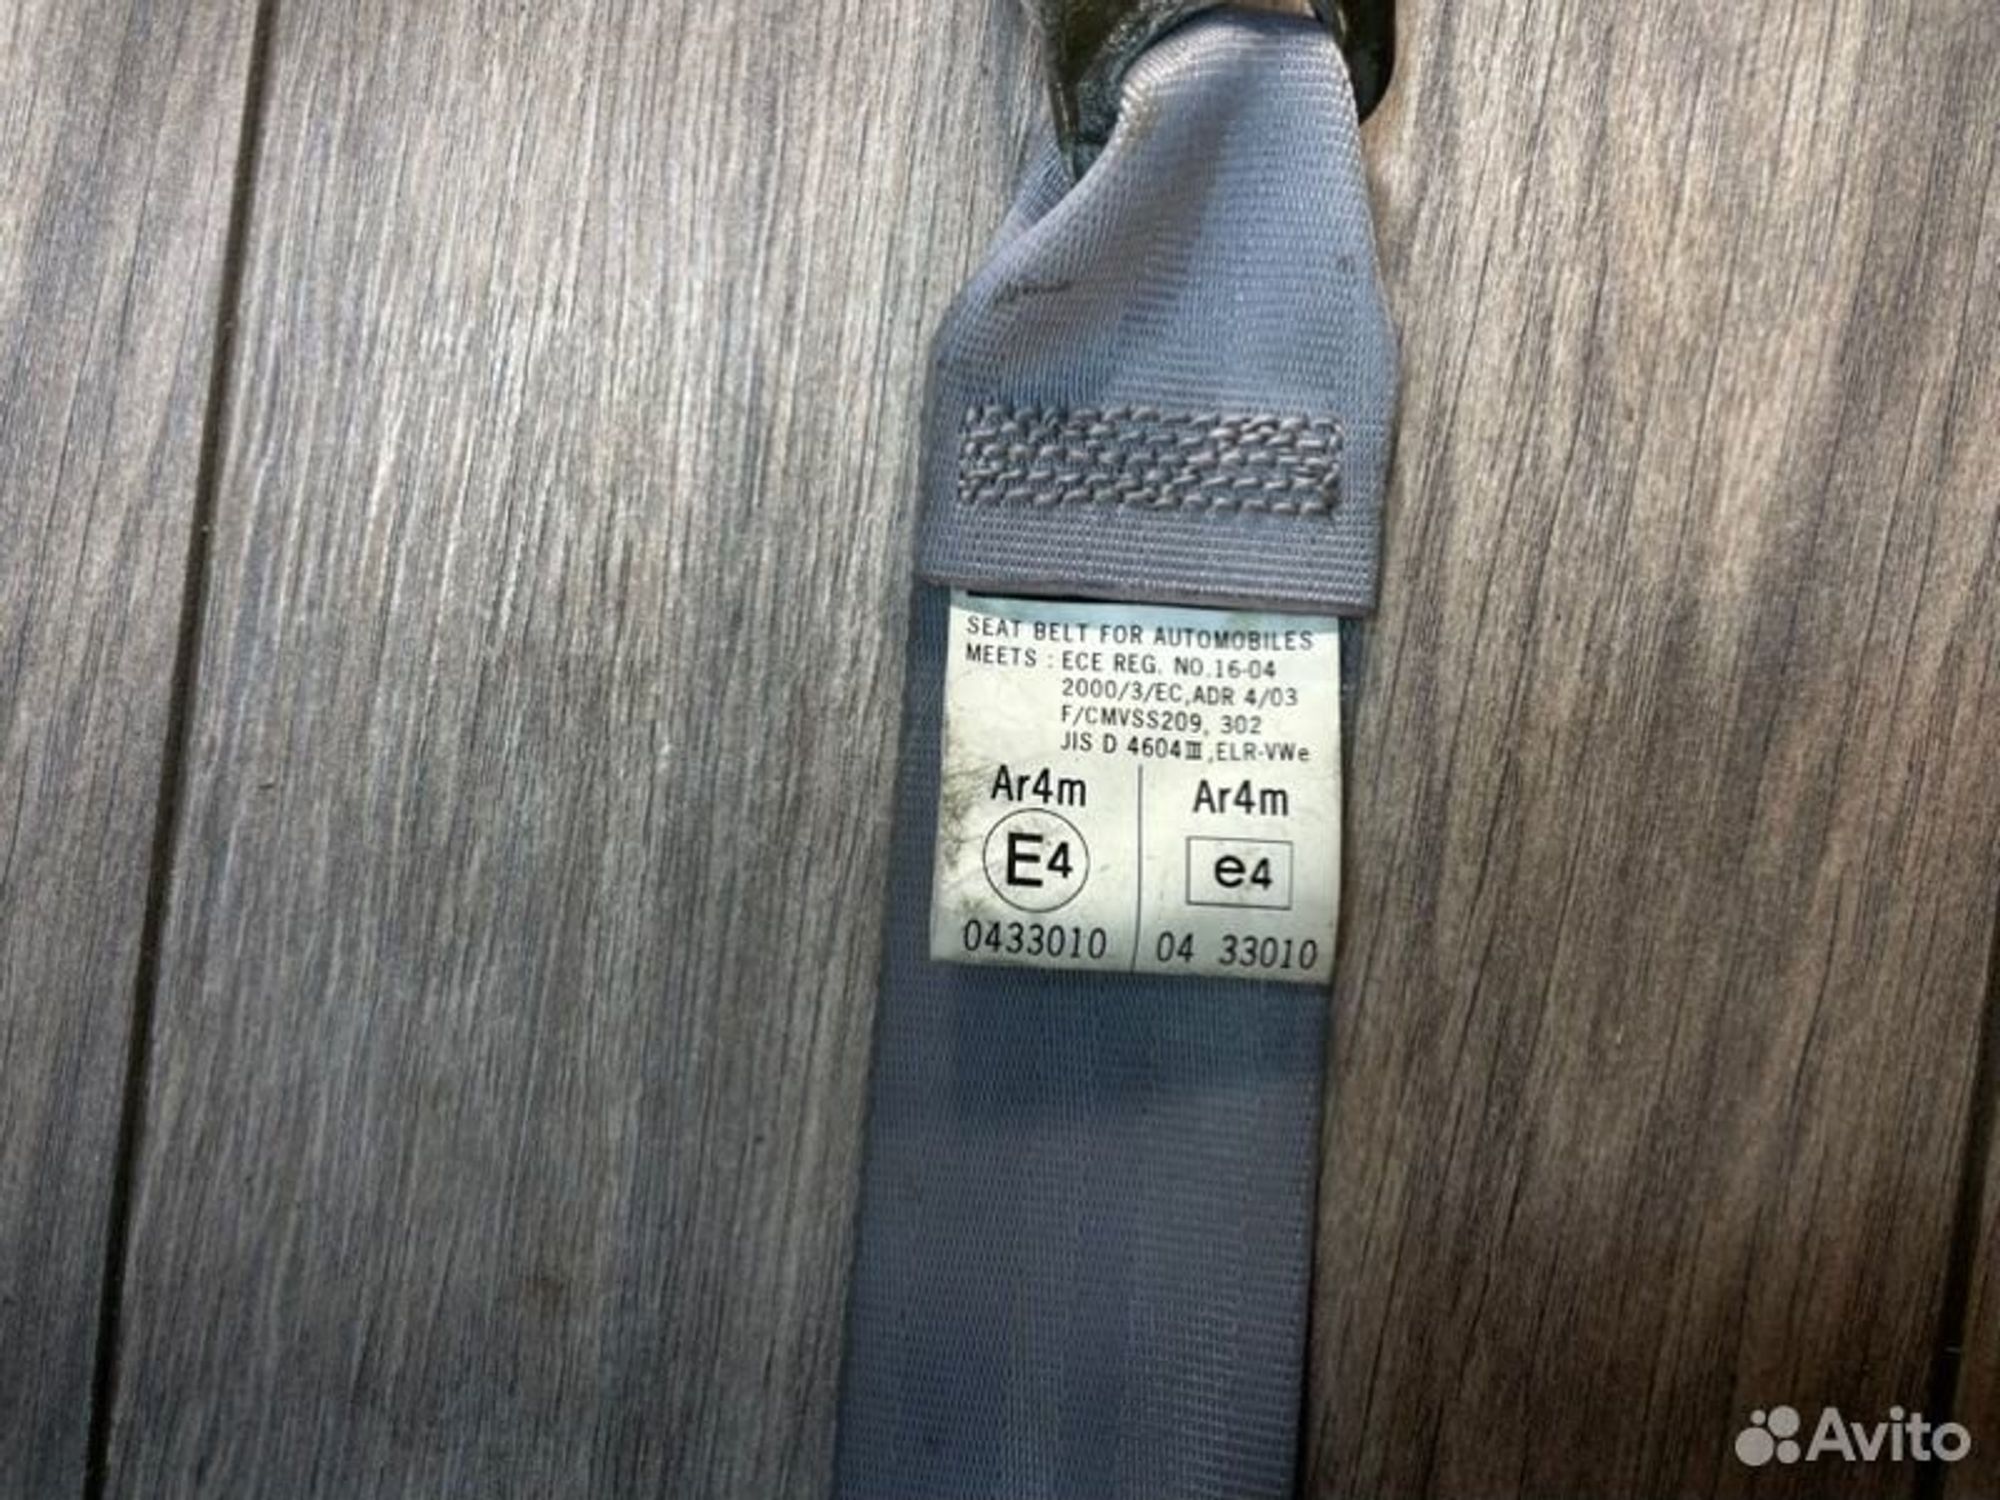 SEAT BELT FOR AUTOMOBILES
MEETS : ECE REG. NO.16-04
2000/3/EC,ADR 4/03
F/CMVSS209, 302
JIS D 4604Ⅲ,ELR-VWe
Ar4m Ar4m
E4 e4
0433010 04 33010
Avito